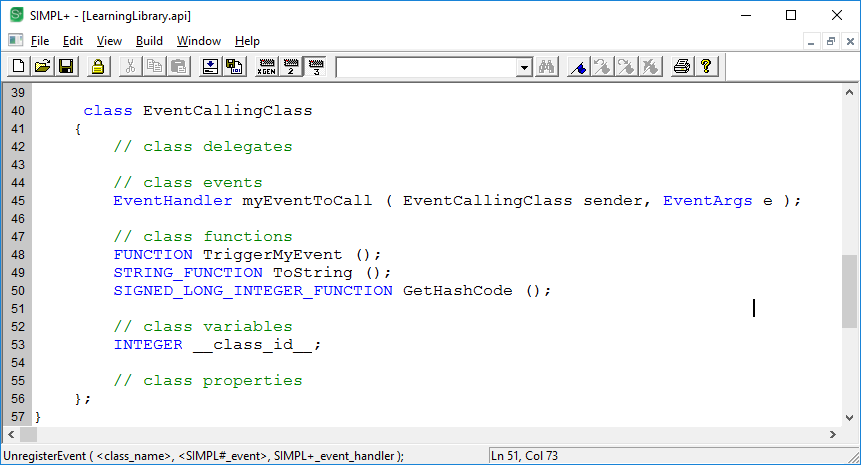 SIMPL+ - [LearningLibrary.api]
File Edit View Build Window Help
XGEN 2 3
39
40 class EventCallingClass
41 {
42 // class delegates
43
44 // class events
45 EventHandler myEventToCall ( EventCallingClass sender, EventArgs e );
46
47 // class functions
48 FUNCTION TriggerMyEvent ();
49 STRING_FUNCTION ToString ();
50 SIGNED_LONG_INTEGER_FUNCTION GetHashCode ();
51
52 // class variables
53 INTEGER __class_id__;
54
55 // class properties
56 };
57 }
UnregisterEvent ( <class_name>, <SIMPL#_event>, SIMPL+_event_handler ); Ln 51, Col 73